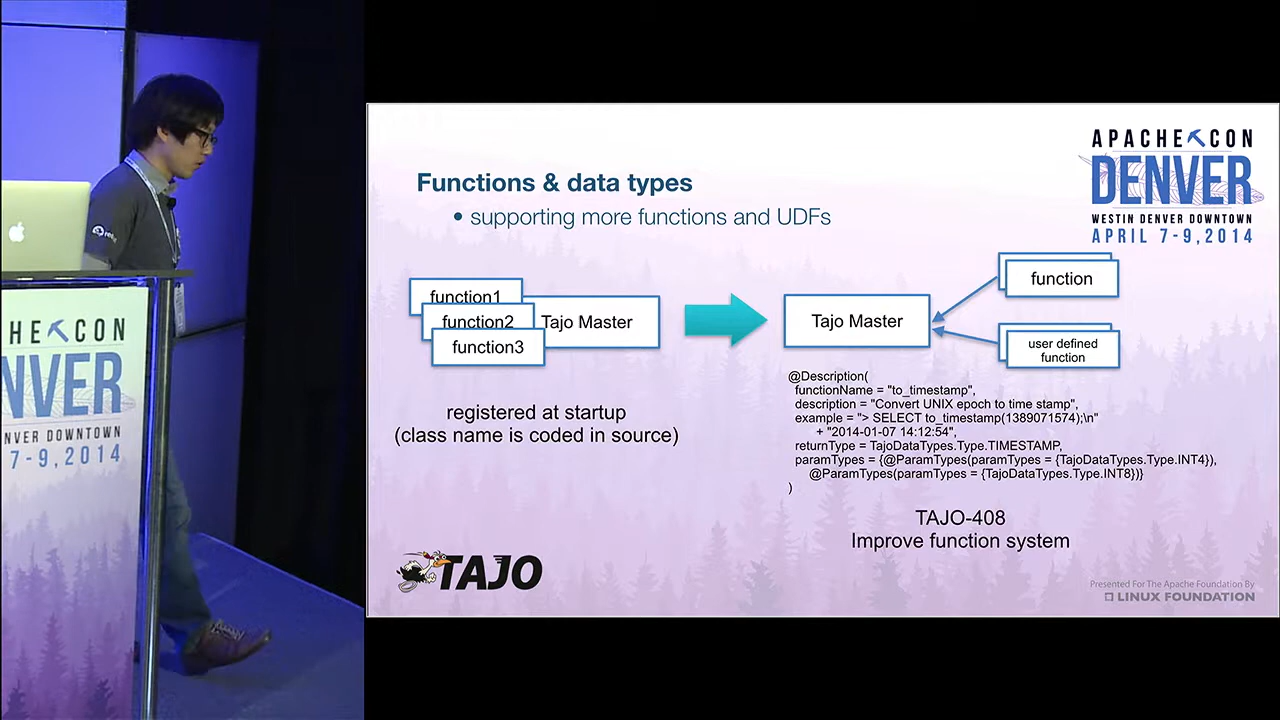 APACHE CON
DENVER
WESTIN DENVER DOWNTOWN
APRIL 7-9,2014
Functions & data types
• supporting more functions and UDFs
function1
function2
function3
Tajo Master
registered at startup
(class name is coded in source)
Tajo Master
function
user defined
function
@Description(
functionName = "to_timestamp",
description = "Convert UNIX epoch to time stamp",
example = "> SELECT to_timestamp(1389071574);\n"
+ "2014-01-07 14:12:54",
returnType = TajoDataTypes.Type.TIMESTAMP,
paramTypes = {@ParamTypes(paramTypes = {TajoDataTypes.Type.INT4}),
@ParamTypes(paramTypes = {TajoDataTypes.Type.INT8})}
)
TAJO-408
Improve function system
TAJO
Presented For The Apache Foundation By
LINUX FOUNDATION
HE CON
NVER
NVER DOWNTOWN
7-9,2014